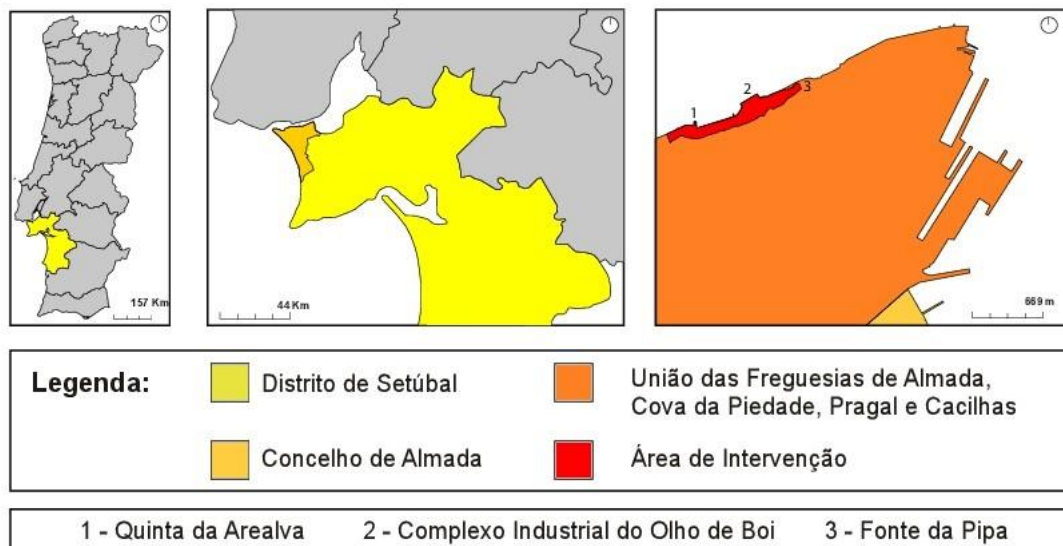 157 Km
44 Km
1
2
3
669 m
Legenda:
Distrito de Setúbal
União das Freguesias de Almada,
Cova da Piedade, Pragal e Cacilhas
Concelho de Almada
Área de Intervenção
1 - Quinta da Arealva 2 - Complexo Industrial do Olho de Boi 3 - Fonte da Pipa